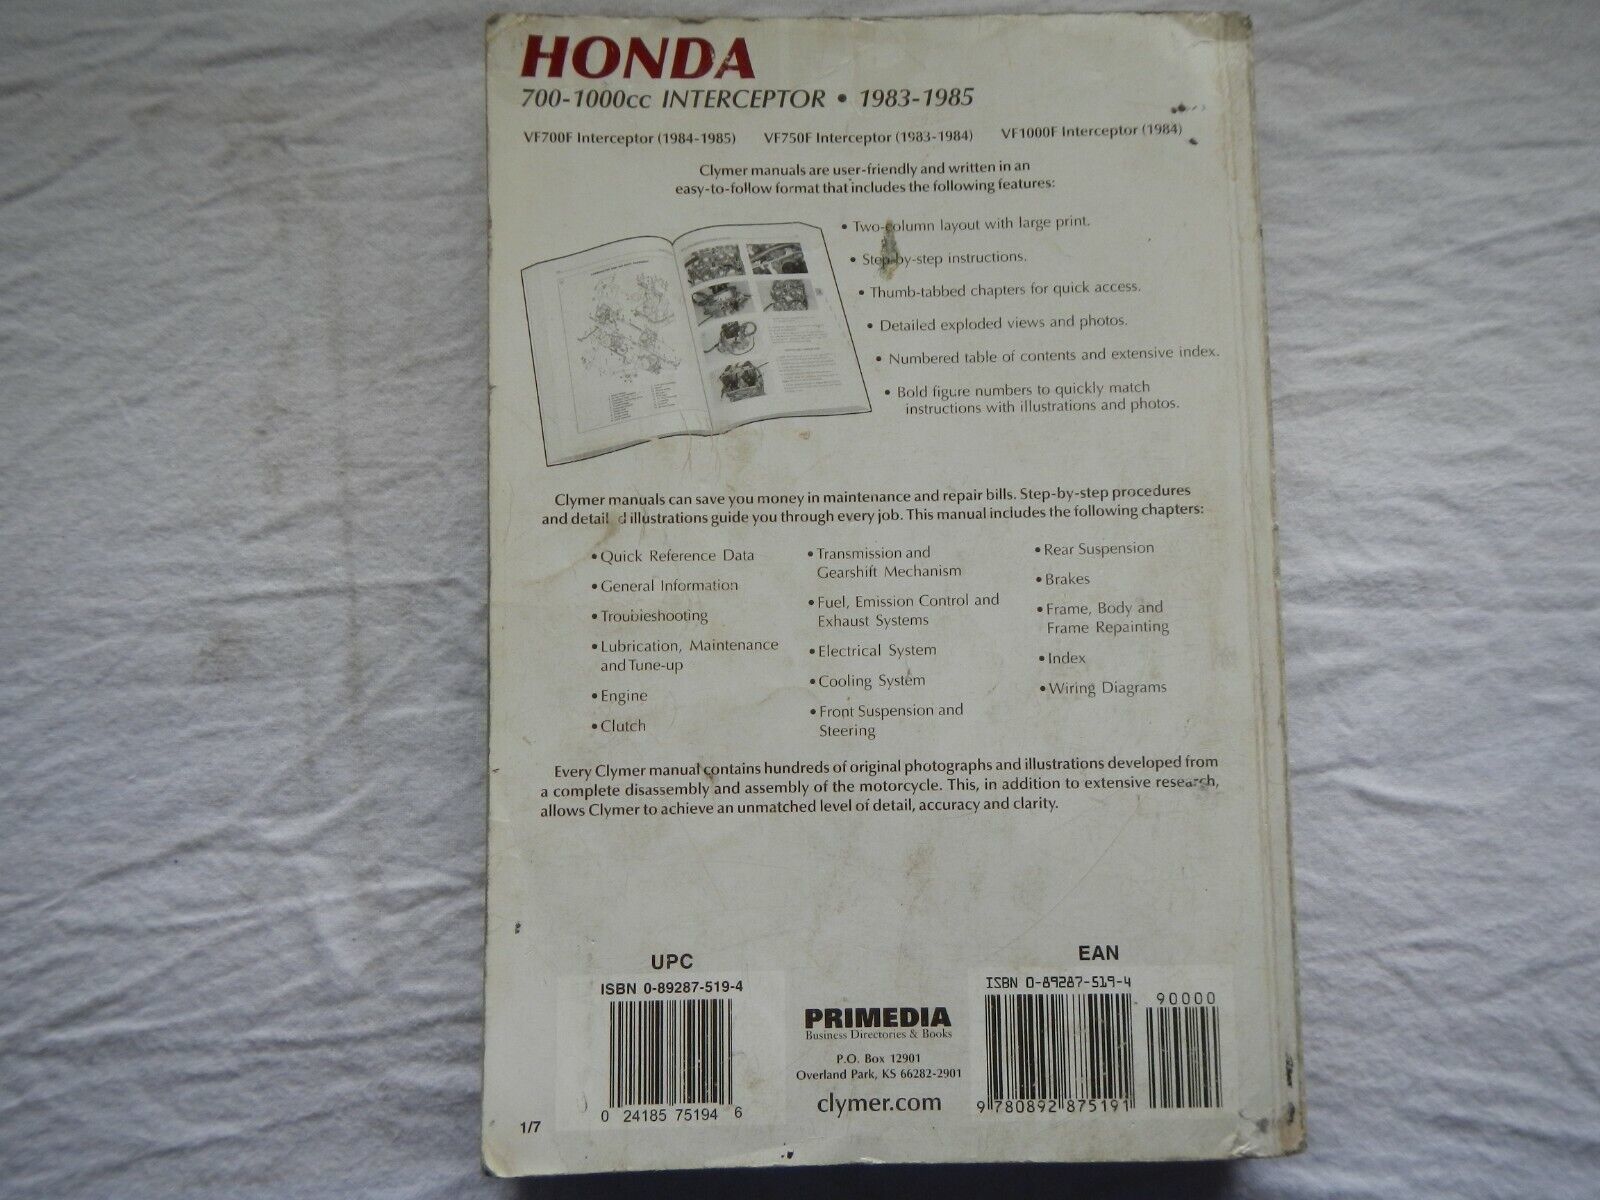 HONDA
700-1000cc INTERCEPTOR • 1983-1985
VF700F Interceptor (1984-1985) VF750F Interceptor (1983-1984) VF1000F Interceptor (1984)
Clymer manuals are user-friendly and written in an
easy-to-follow format that includes the following features:
• Two-column layout with large print.
• Step-by-step instructions.
• Thumb-tabbed chapters for quick access.
• Detailed exploded views and photos.
• Numbered table of contents and extensive index.
• Bold figure numbers to quickly match
instructions with illustrations and photos.
Clymer manuals can save you money in maintenance and repair bills. Step-by-step procedures
and detail d illustrations guide you through every job. This manual includes the following chapters:
• Quick Reference Data
• General Information
• Troubleshooting
• Lubrication, Maintenance
and Tune-up
• Engine
• Clutch
• Transmission and
Gearshift Mechanism
• Fuel, Emission Control and
Exhaust Systems
• Electrical System
• Cooling System
• Front Suspension and
Steering
• Rear Suspension
• Brakes
• Frame, Body and
Frame Repainting
• Index
• Wiring Diagrams
Every Clymer manual contains hundreds of original photographs and illustrations developed from
a complete disassembly and assembly of the motorcycle. This, in addition to extensive research,
allows Clymer to achieve an unmatched level of detail, accuracy and clarity.
UPC
ISBN 0-89287-519-4
0 24185 75194 6
1/7
PRIMEDIA
Business Directories & Books
P.O. Box 12901
Overland Park, KS 66282-2901
clymer.com
EAN
ISBN 0-89287-519-4
90000
9 780892 875191